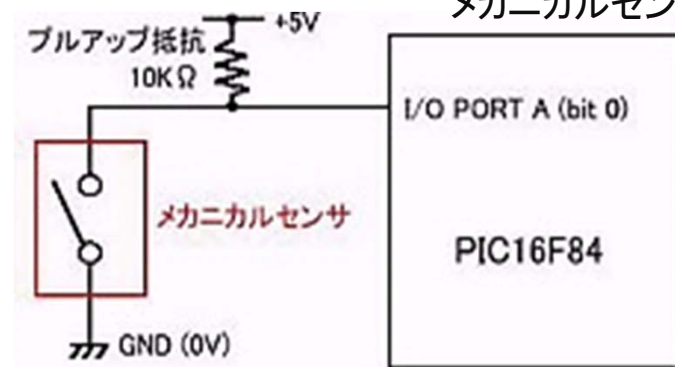 メカニカルセン
+5V
プルアップ抵抗
10KΩ
I/O PORT A (bit 0)
メカニカルセンサ
PIC16F84
GND (0V)